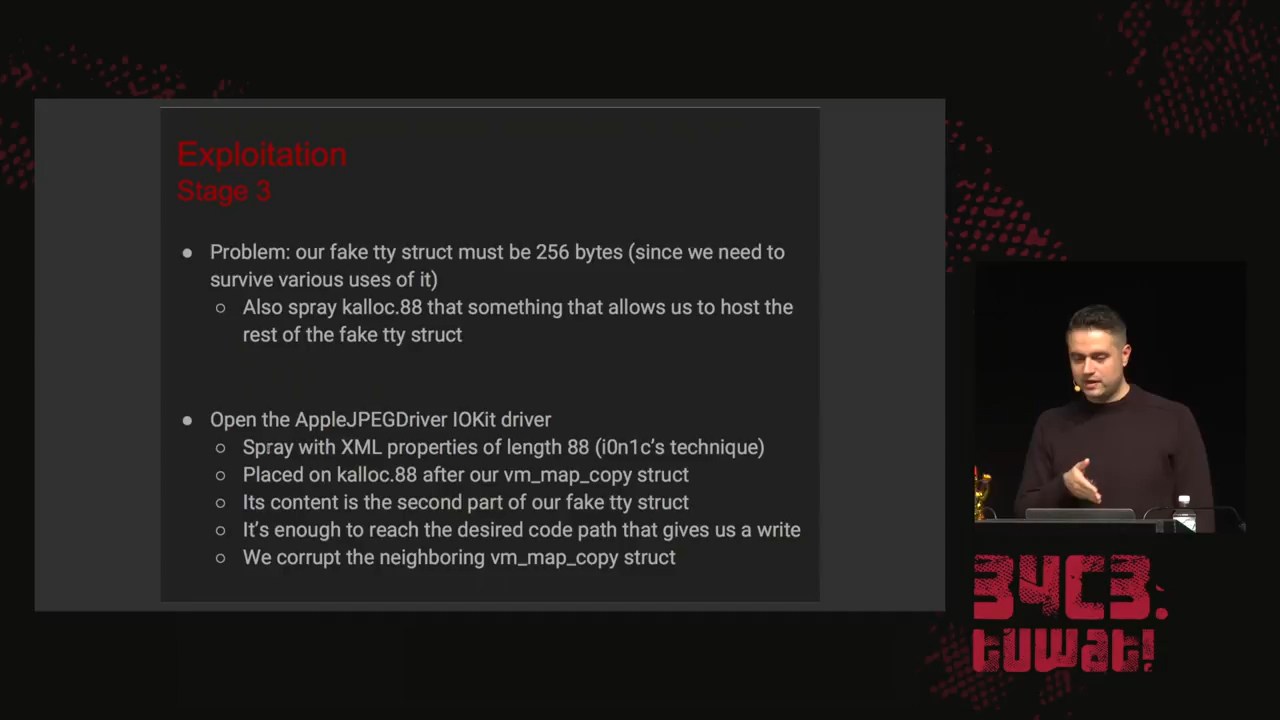 Exploitation
Stage 3
● Problem: our fake tty struct must be 256 bytes (since we need to
survive various uses of it)
○ Also spray kalloc.88 that something that allows us to host the
rest of the fake tty struct
● Open the AppleJPEGDriver IOKit driver
○ Spray with XML properties of length 88 (i0n1c's technique)
○ Placed on kalloc.88 after our vm_map_copy struct
○ Its content is the second part of our fake tty struct
○ It's enough to reach the desired code path that gives us a write
○ We corrupt the neighboring vm_map_copy struct
34C3.
tuwat!